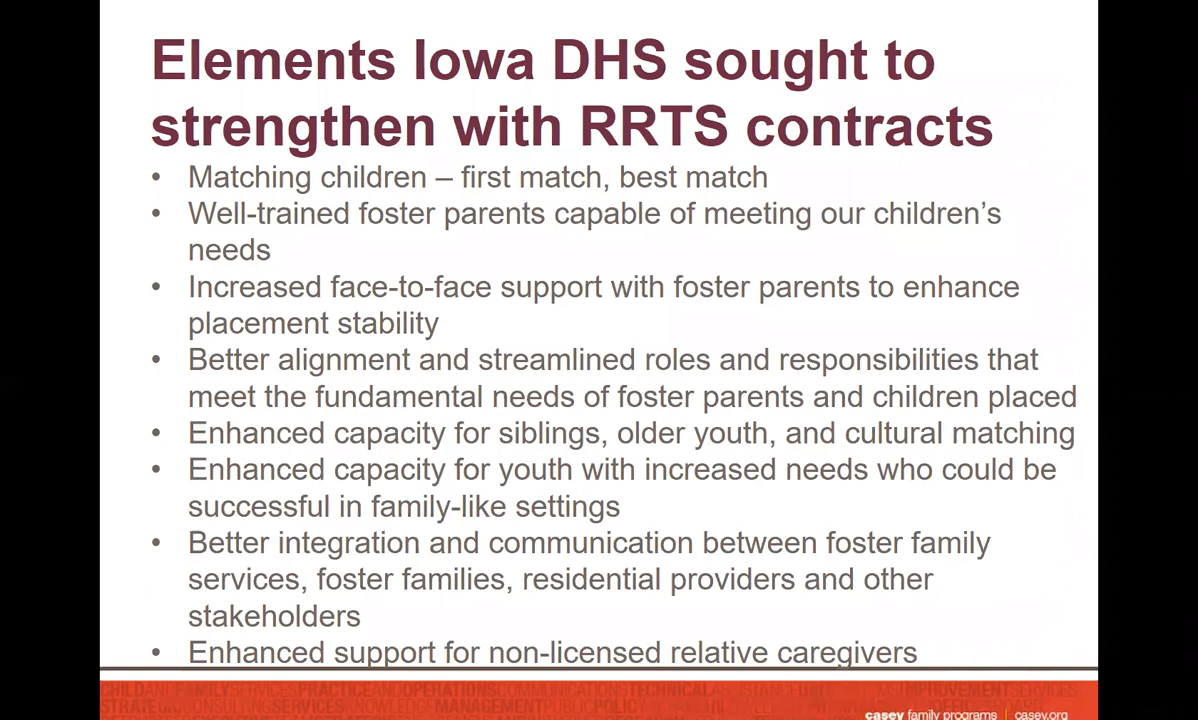 Elements Iowa DHS sought to
strengthen with RRTS contracts
• Matching children – first match, best match
• Well-trained foster parents capable of meeting our children’s
needs
• Increased face-to-face support with foster parents to enhance
placement stability
• Better alignment and streamlined roles and responsibilities that
meet the fundamental needs of foster parents and children placed
• Enhanced capacity for siblings, older youth, and cultural matching
• Enhanced capacity for youth with increased needs who could be
successful in family-like settings
• Better integration and communication between foster family
services, foster families, residential providers and other
stakeholders
• Enhanced support for non-licensed relative caregivers
CHILDANDFAMILYSERVICESPRACTICEANDOPERATIONSCOMMUNICATIONSTECHNICALASSISTANCE IMPROVEMENTSERVICES
STRATEGICCONSULTINGSERVICESKNOWLEDGEMANAGEMENTPUBLICPOLICY
casey family programs | casey.org